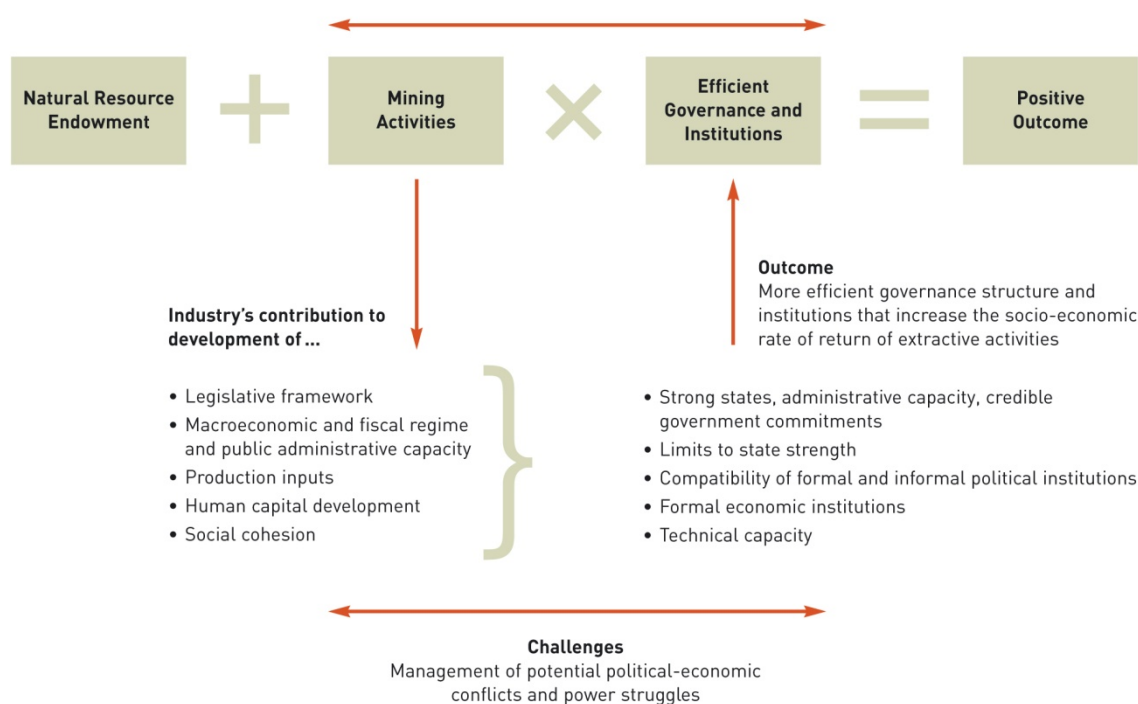 Natural Resource
Endowment
+
Mining
Activities
×
Efficient
Governance and
Institutions
=
Positive
Outcome
Industry’s contribution to
development of ...
• Legislative framework
• Macroeconomic and fiscal regime
and public administrative capacity
• Production inputs
• Human capital development
• Social cohesion
}
Outcome
More efficient governance structure and
institutions that increase the socio-economic
rate of return of extractive activities
• Strong states, administrative capacity, credible
government commitments
• Limits to state strength
• Compatibility of formal and informal political institutions
• Formal economic institutions
• Technical capacity
Challenges
Management of potential political-economic
conflicts and power struggles